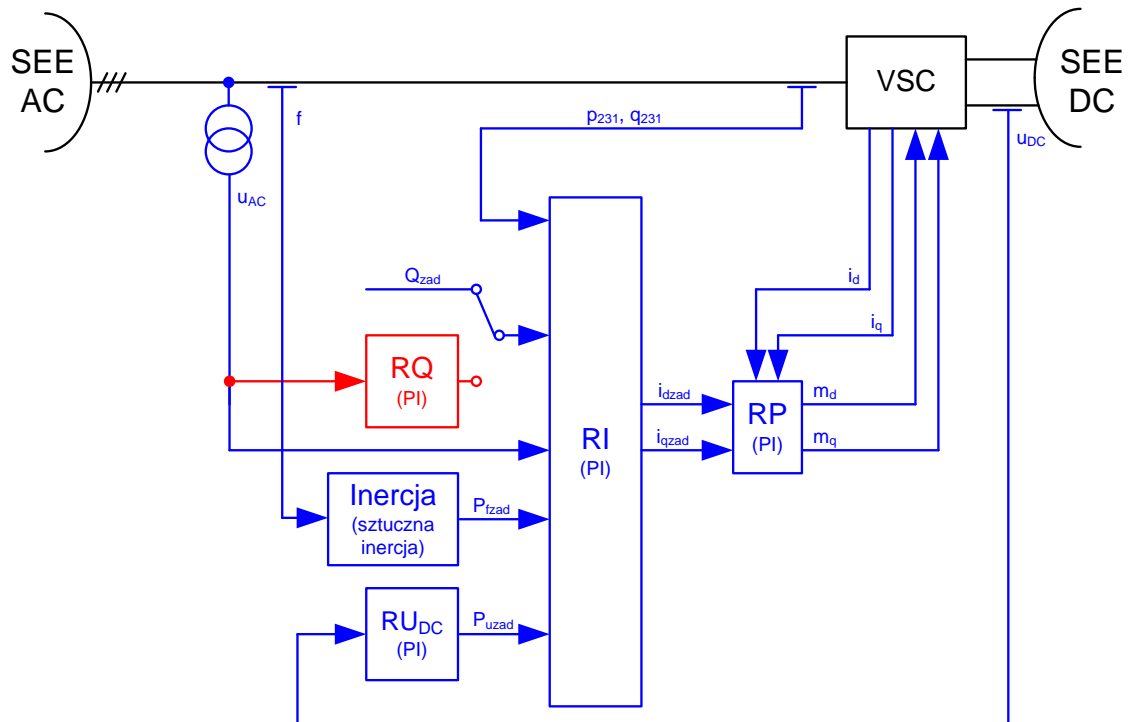 SEE
AC
VSC
SEE
DC
f
p231, q231
uDC
uAC
Qzad
id
iq
RQ
(PI)
idzad
RP
(PI)
md
RI
(PI)
iqzad
mq
Inercja
(sztuczna
inercja)
Pfzad
RUDC
(PI)
Puzad